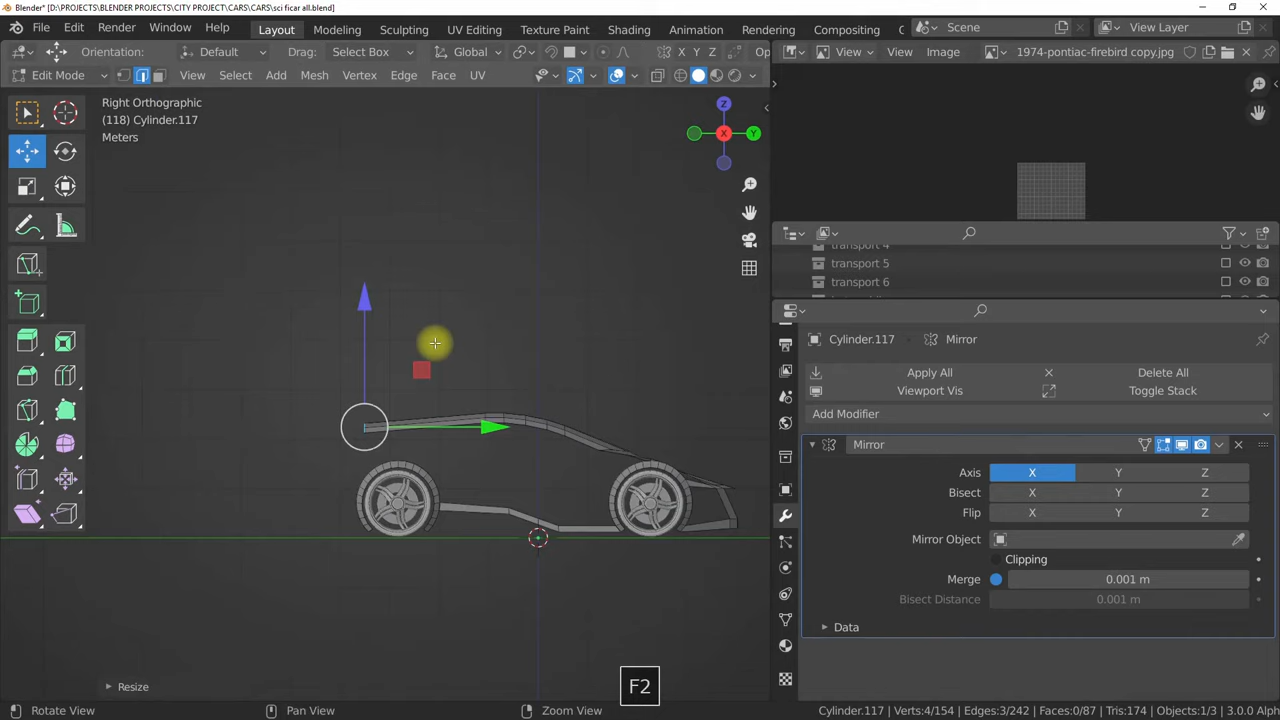 Blender* [D:\PROJECTS\BLENDER PROJECTS\CITY PROJECT\CARS\CARS\sci ficar all.blend]
File Edit Render Window Help Layout Modeling Sculpting UV Editing Texture Paint Shading Animation Rendering Compositing Scene View Layer
Orientation: Default Drag: Select Box Global X Y Z Op View View Image 1974-pontiac-firebird copy.jpg
Edit Mode View Select Add Mesh Vertex Edge Face UV
Right Orthographic
(118) Cylinder.117
Meters
Z
X
Y
transport 4
transport 5
transport 6
Cylinder.117 Mirror
Apply All Delete All
Viewport Vis Toggle Stack
Add Modifier
Mirror
Axis X Y Z
Bisect X Y Z
Flip X Y Z
Mirror Object
Clipping
Merge 0.001 m
Bisect Distance 0.001 m
Data
Resize
F2
Rotate View Pan View Zoom View Cylinder.117 | Verts:4/154 | Edges:3/242 | Faces:0/87 | Tris:174 | Objects:1/3 | 3.0.0 Alph